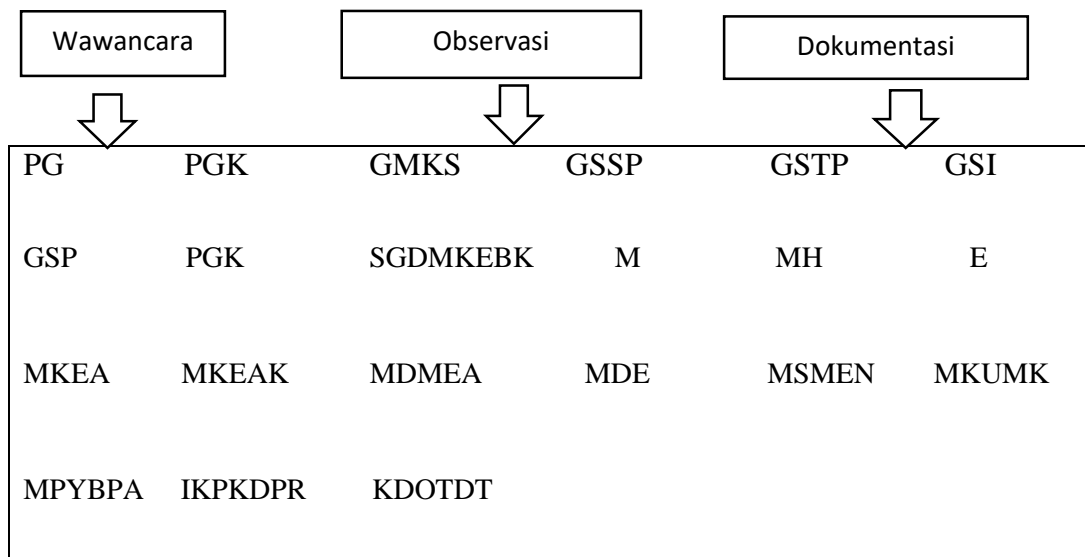 Wawancara Observasi Dokumentasi
PG PGK GMKS GSSP GSTP GSI
GSP PGK SGDMKEBK M MH E
MKEA MKEAK MDMEA MDE MSMEN MKUMK
MPYBPA IKPKDPR KDOTDT